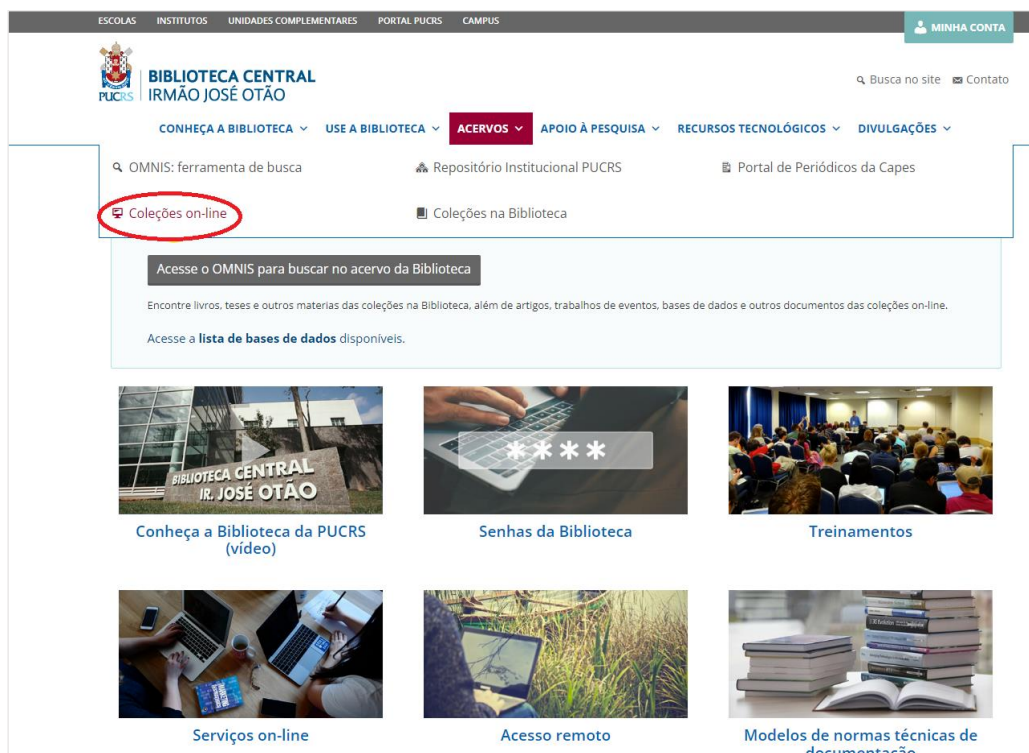 ESCOLAS INSTITUTOS UNIDADES COMPLEMENTARES PORTAL PUCRS CAMPUS
MINHA CONTA
PUCRS
BIBLIOTECA CENTRAL
IRMÃO JOSÉ OTÃO
Busca no site Contato
CONHEÇA A BIBLIOTECA USE A BIBLIOTECA ACERVOS APOIO À PESQUISA RECURSOS TECNOLÓGICOS DIVULGAÇÕES
OMNIS: ferramenta de busca Repositório Institucional PUCRS Portal de Periódicos da Capes
Coleções on-line Coleções na Biblioteca
Acesse o OMNIS para buscar no acervo da Biblioteca
Encontre livros, teses e outros materias das coleções na Biblioteca, além de artigos, trabalhos de eventos, bases de dados e outros documentos das coleções on-line.
Acesse a lista de bases de dados disponíveis.
BIBLIOTECA CENTRAL
IR. JOSÉ OTÃO
****
Conheça a Biblioteca da PUCRS
(vídeo)
Senhas da Biblioteca
Treinamentos
Serviços on-line
Acesso remoto
Modelos de normas técnicas de
documentação